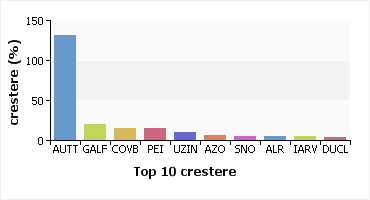 150
100
50
0
crestere (%)
AUTT GALF COVB PEI UZIN AZO SNO ALR IARV DUCL
Top 10 crestere